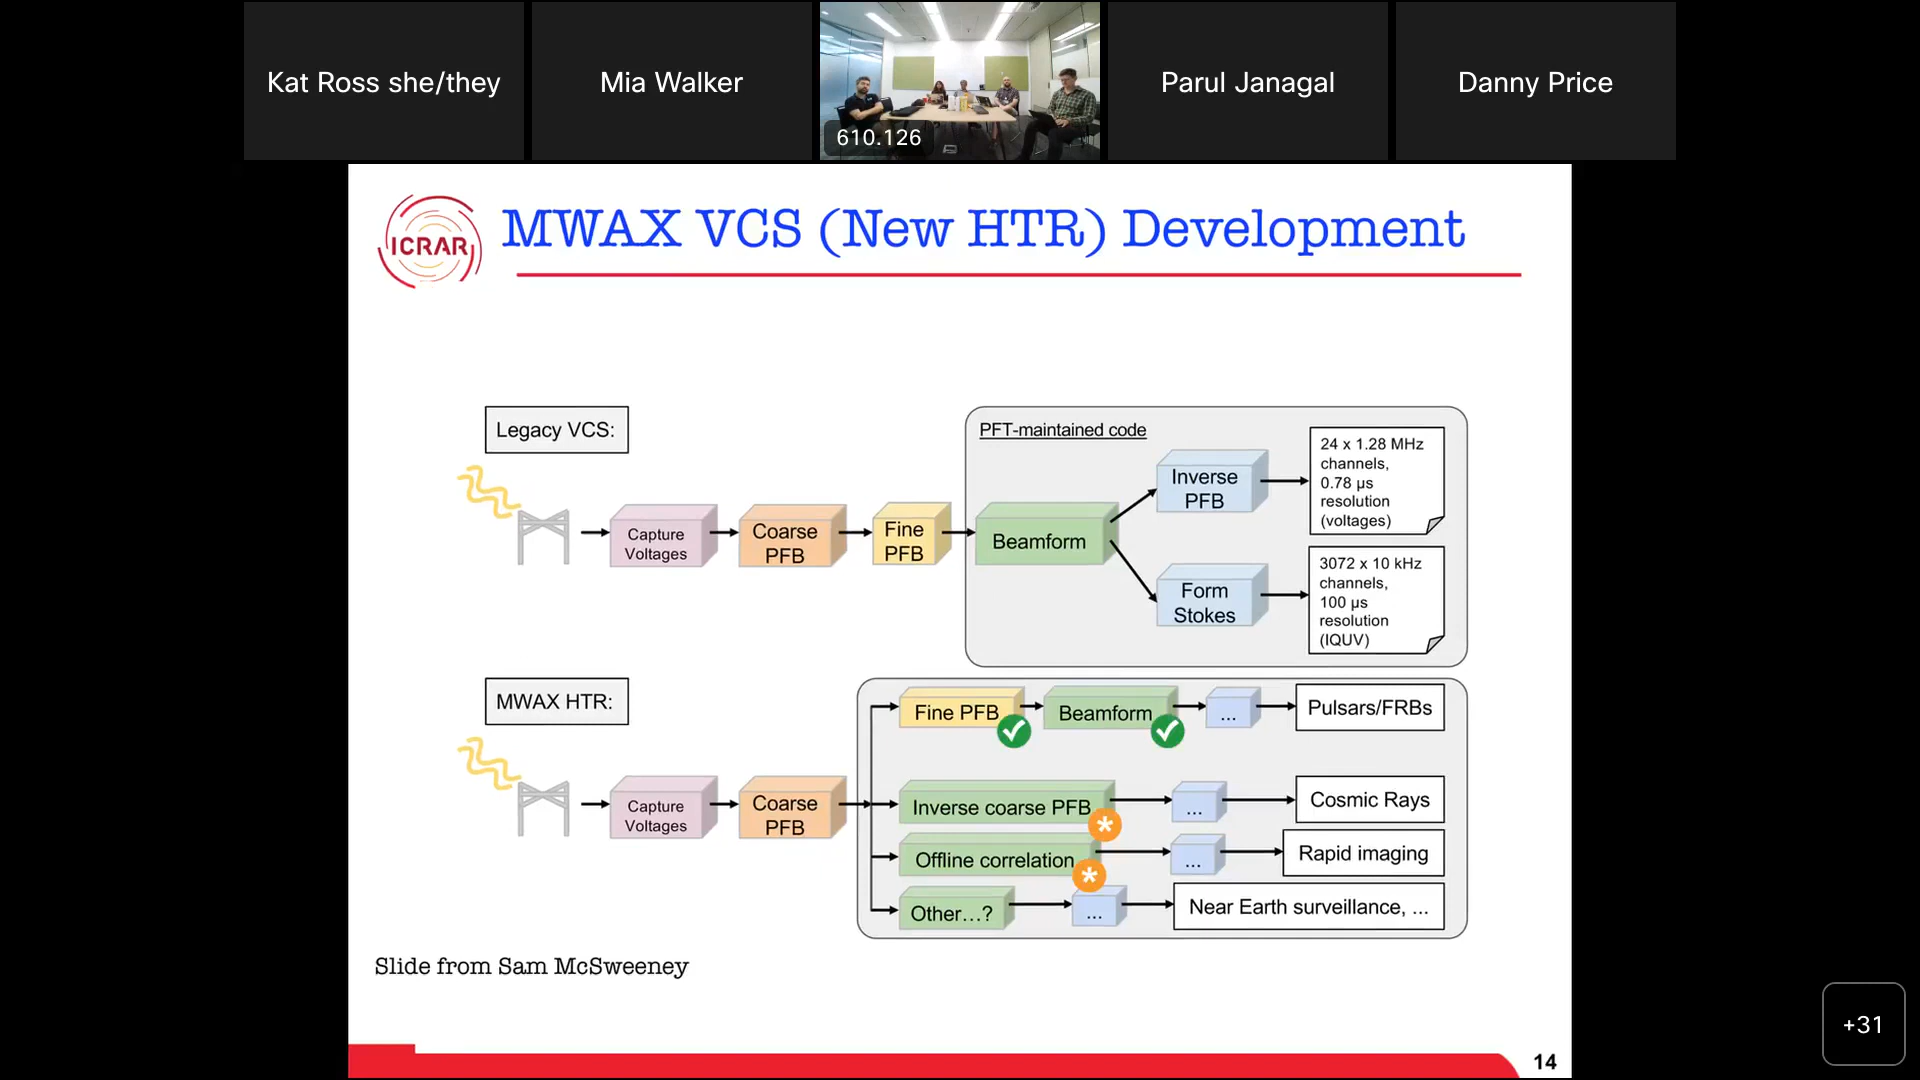 Kat Ross she/they
Mia Walker
610.126
Parul Janagal
Danny Price
ICRAR
MWAX VCS (New HTR) Development
Legacy VCS:
Capture
Voltages
Coarse
PFB
Fine
PFB
PFT-maintained code
Beamform
Inverse
PFB
24 x 1.28 MHz
channels,
0.78 µs
resolution
(voltages)
Form
Stokes
3072 x 10 kHz
channels,
100 µs
resolution
(IQUV)
MWAX HTR:
Capture
Voltages
Coarse
PFB
Fine PFB
Beamform
...
Pulsars/FRBs
Inverse coarse PFB
...
Cosmic Rays
Offline correlation
...
Rapid imaging
Other...?
...
Near Earth surveillance, ...
Slide from Sam McSweeney
14
+31